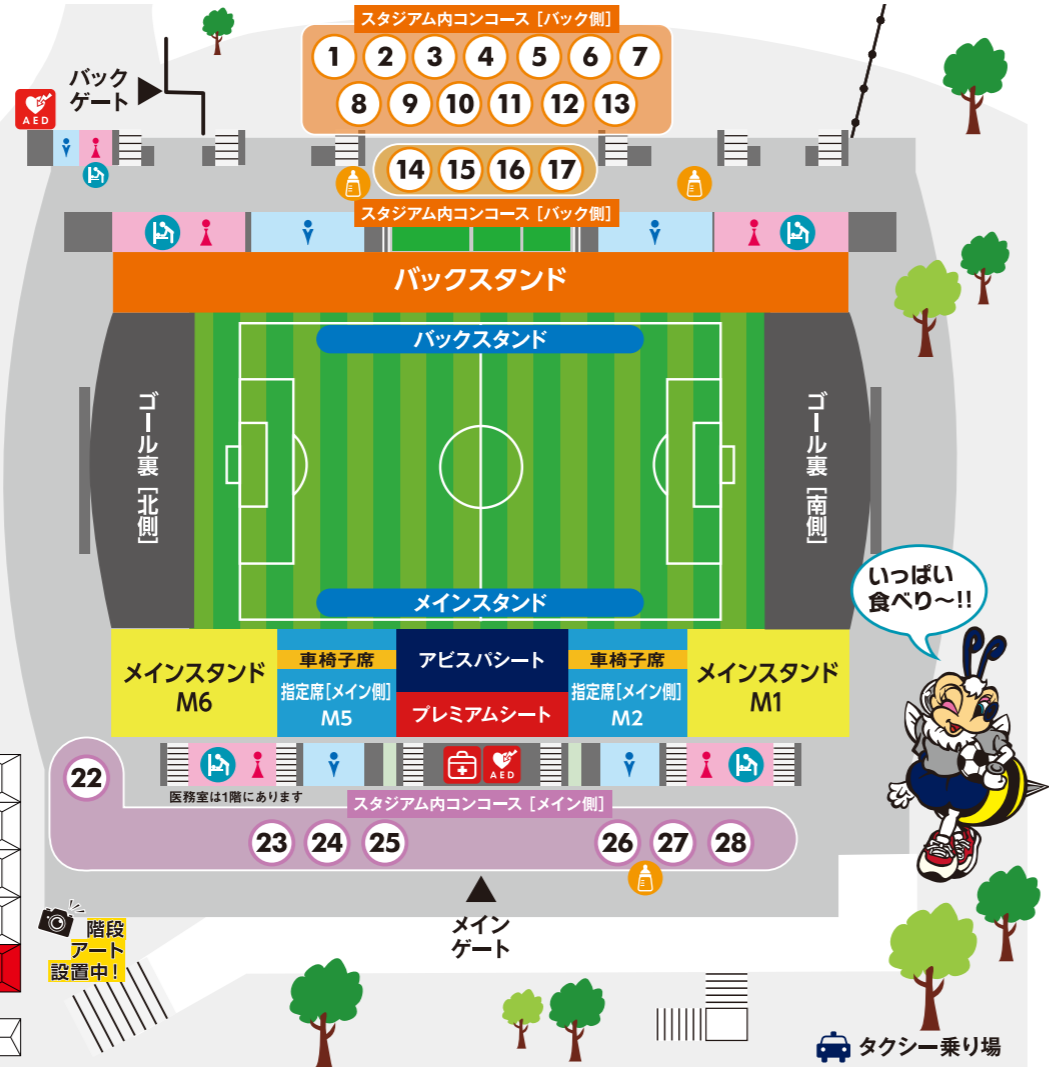 スタジアム内コンコース［バック側］
1 2 3 4 5 6 7
8 9 10 11 12 13
バック
ゲート
AED
14 15 16 17
スタジアム内コンコース［バック側］
バックスタンド
バックスタンド
ゴール裏［北側］
ゴール裏［南側］
メインスタンド
いっぱい
食べり〜!!
メインスタンド
M6
車椅子席
指定席［メイン側］
M5
アビスパシート
プレミアムシート
車椅子席
指定席［メイン側］
M2
メインスタンド
M1
AED
22
医務室は1階にあります
スタジアム内コンコース［メイン側］
23 24 25 26 27 28
メイン
ゲート
階段
アート
設置中！
タクシー乗り場